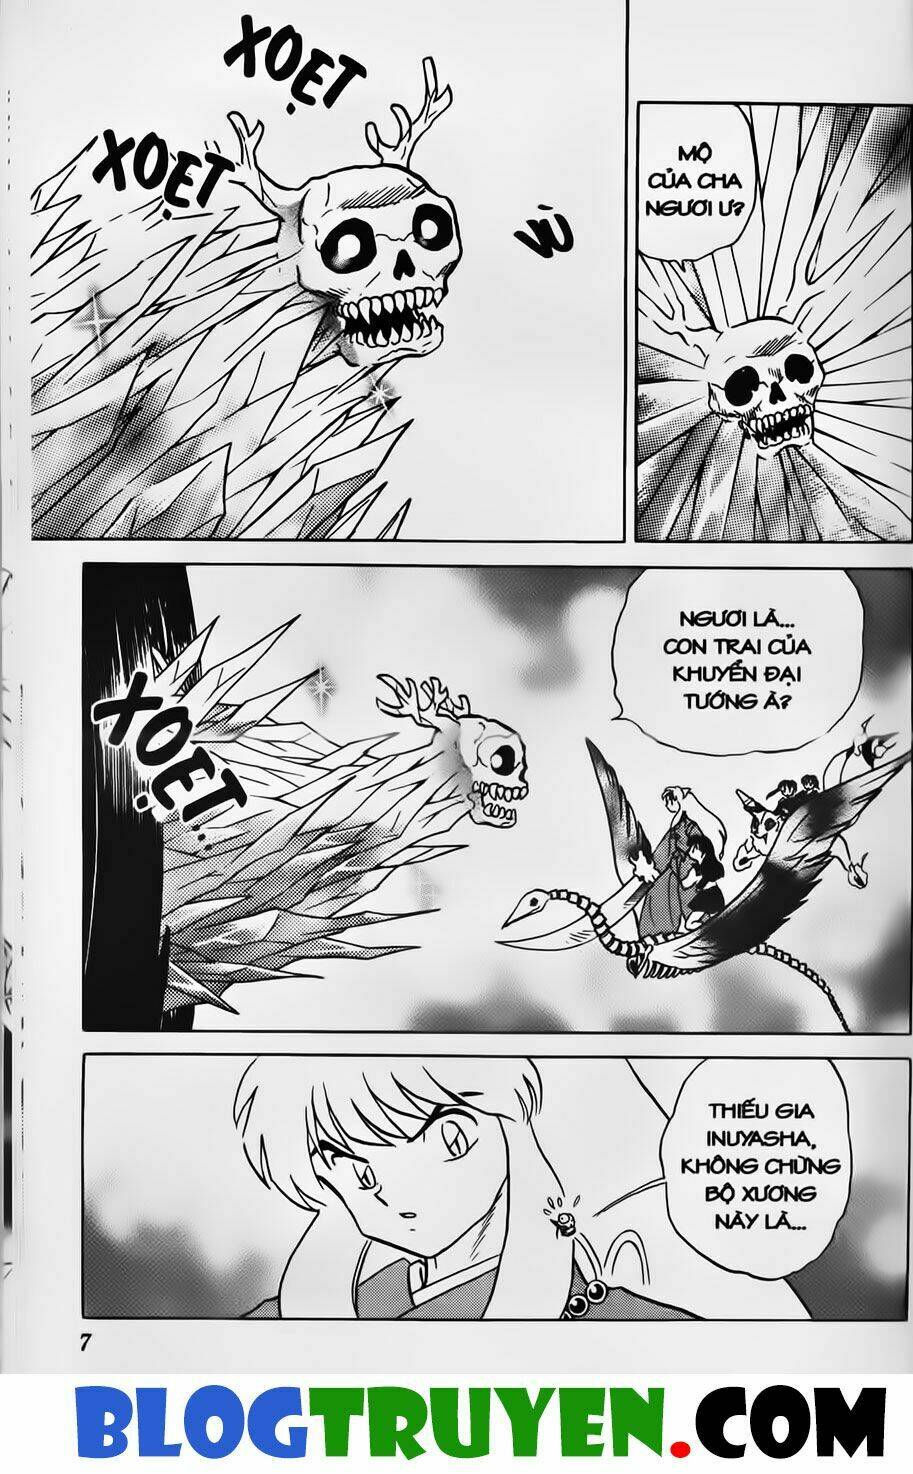 MỘ
CỦA CHA
NGƯƠI Ư?
XOẸT
XOẸT
VÙ
NGƯƠI LÀ...
CON TRAI CỦA
KHUYỂN ĐẠI
TƯỚNG À?
XOẸT...
THIẾU GIA
INUYASHA,
KHÔNG CHỪNG
BỘ XƯƠNG
NÀY LÀ...
7
BLOGTRUYEN.COM